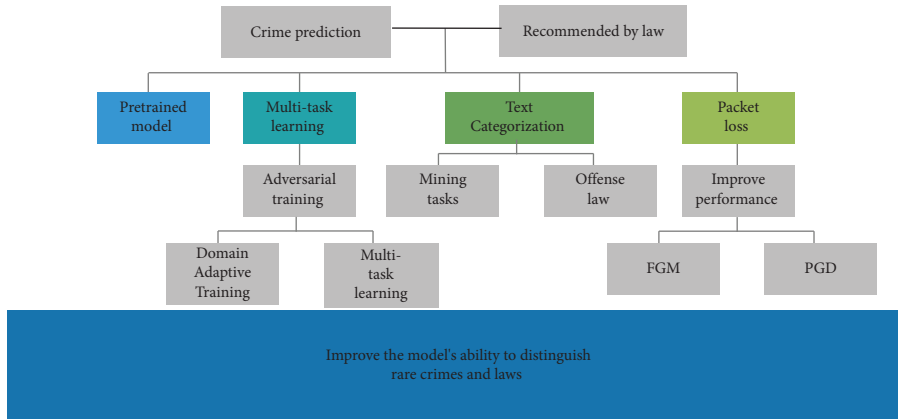 Crime prediction
Recommended by law
Pretrained
model
Multi-task
learning
Text
Categorization
Packet
loss
Adversarial
training
Mining
tasks
Offense
law
Improve
performance
Domain
Adaptive
Training
Multi-
task
learning
FGM
PGD
Improve the model's ability to distinguish
rare crimes and laws